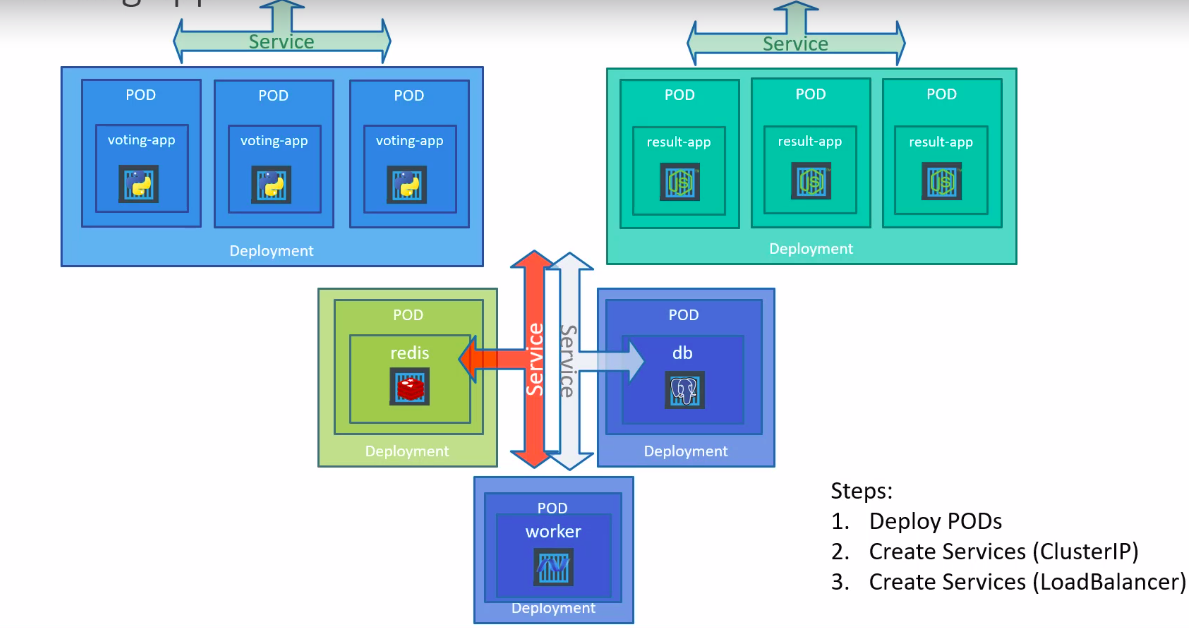 Service
Service
POD
POD
POD
voting-app
voting-app
voting-app
Deployment
POD
POD
POD
result-app
result-app
result-app
Deployment
POD
redis
Deployment
Service
Service
POD
db
Deployment
POD
worker
Deployment
Steps:
1. Deploy PODs
2. Create Services (ClusterIP)
3. Create Services (LoadBalancer)